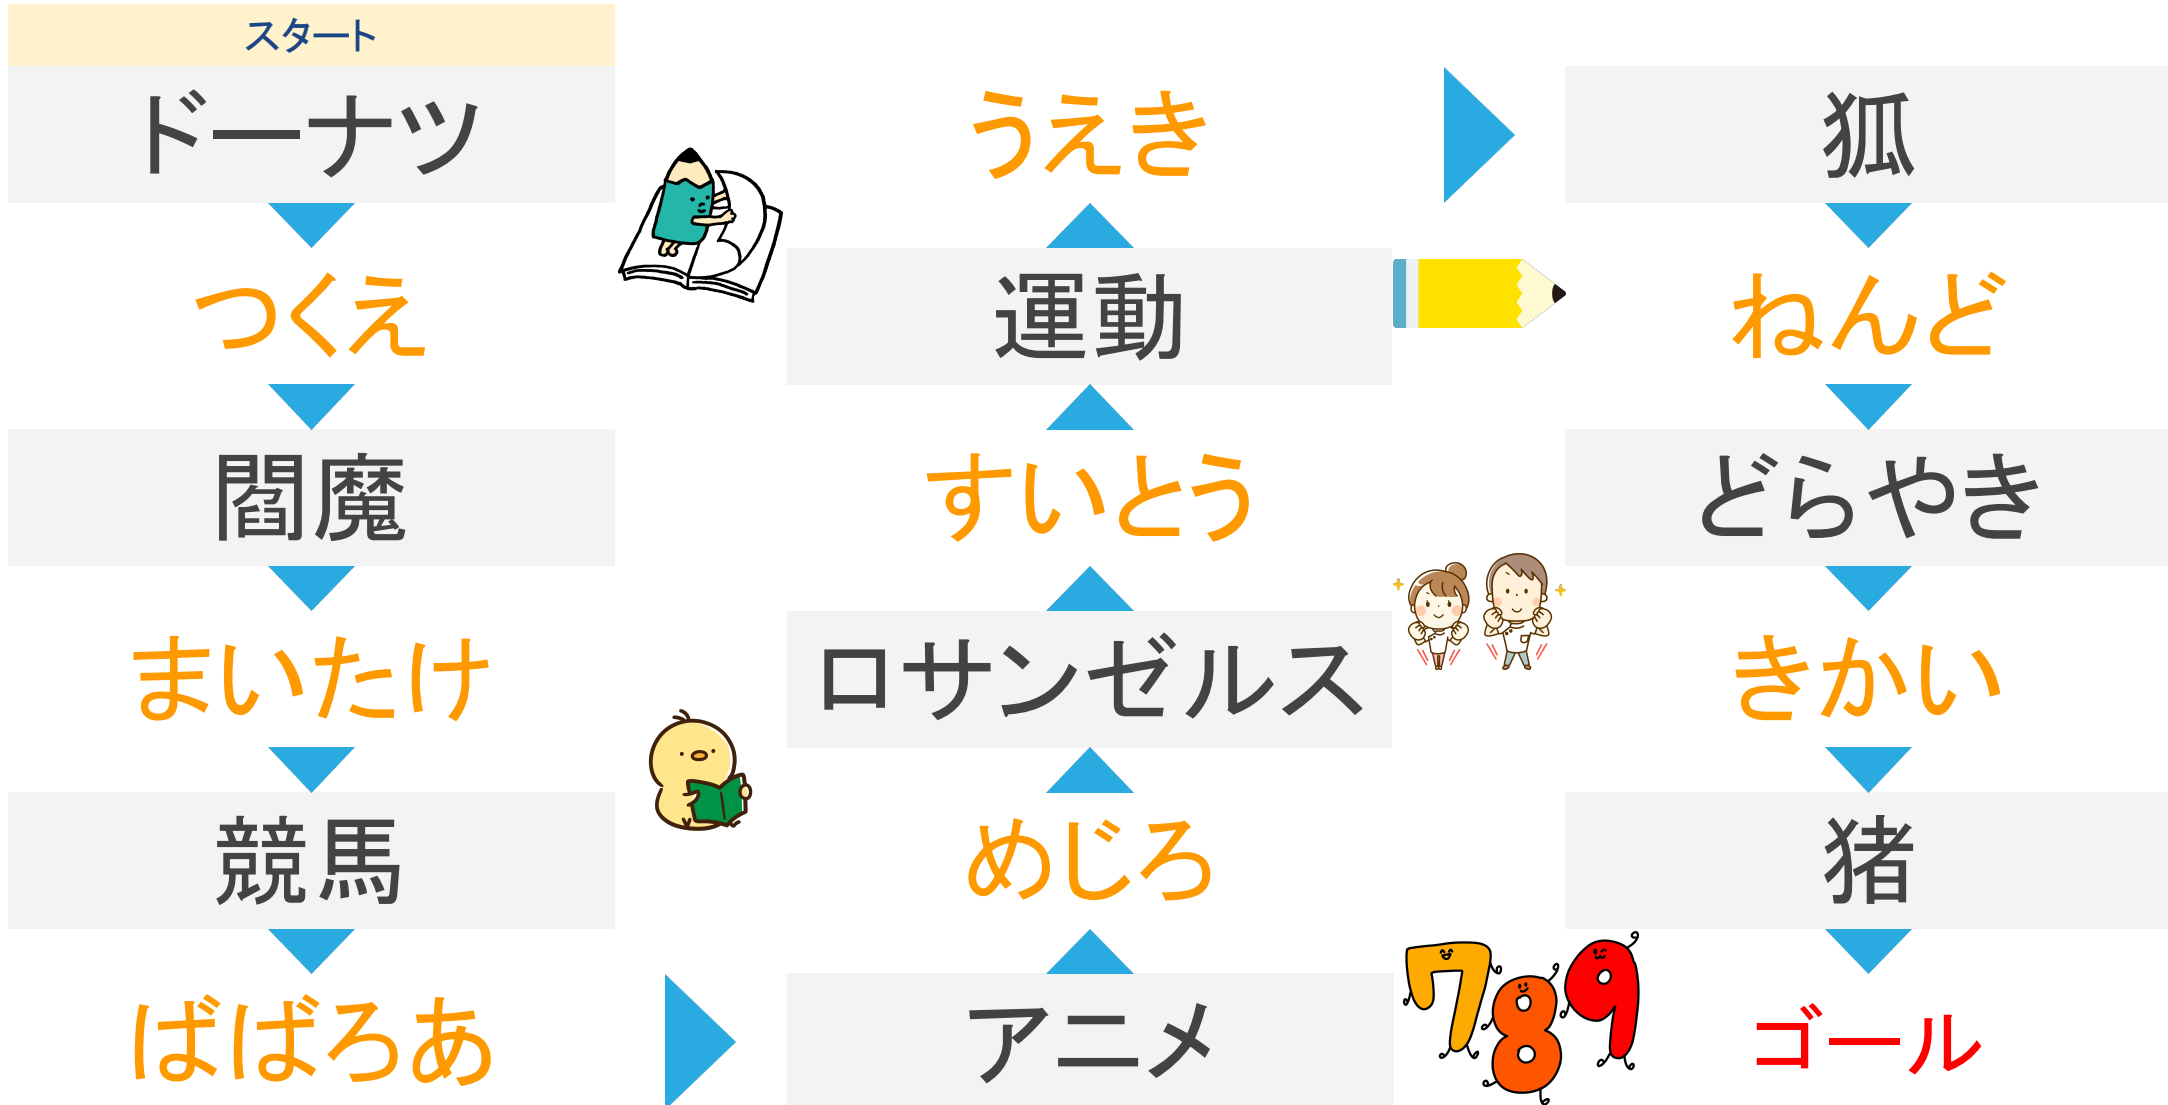 スタート
ドーナツ
つくえ
閻魔
まいたけ
競馬
ばばろあ
アニメ
めじろ
ロサンゼルス
すいとう
運動
うえき
狐
ねんど
どらやき
きかい
猪
ゴール
789